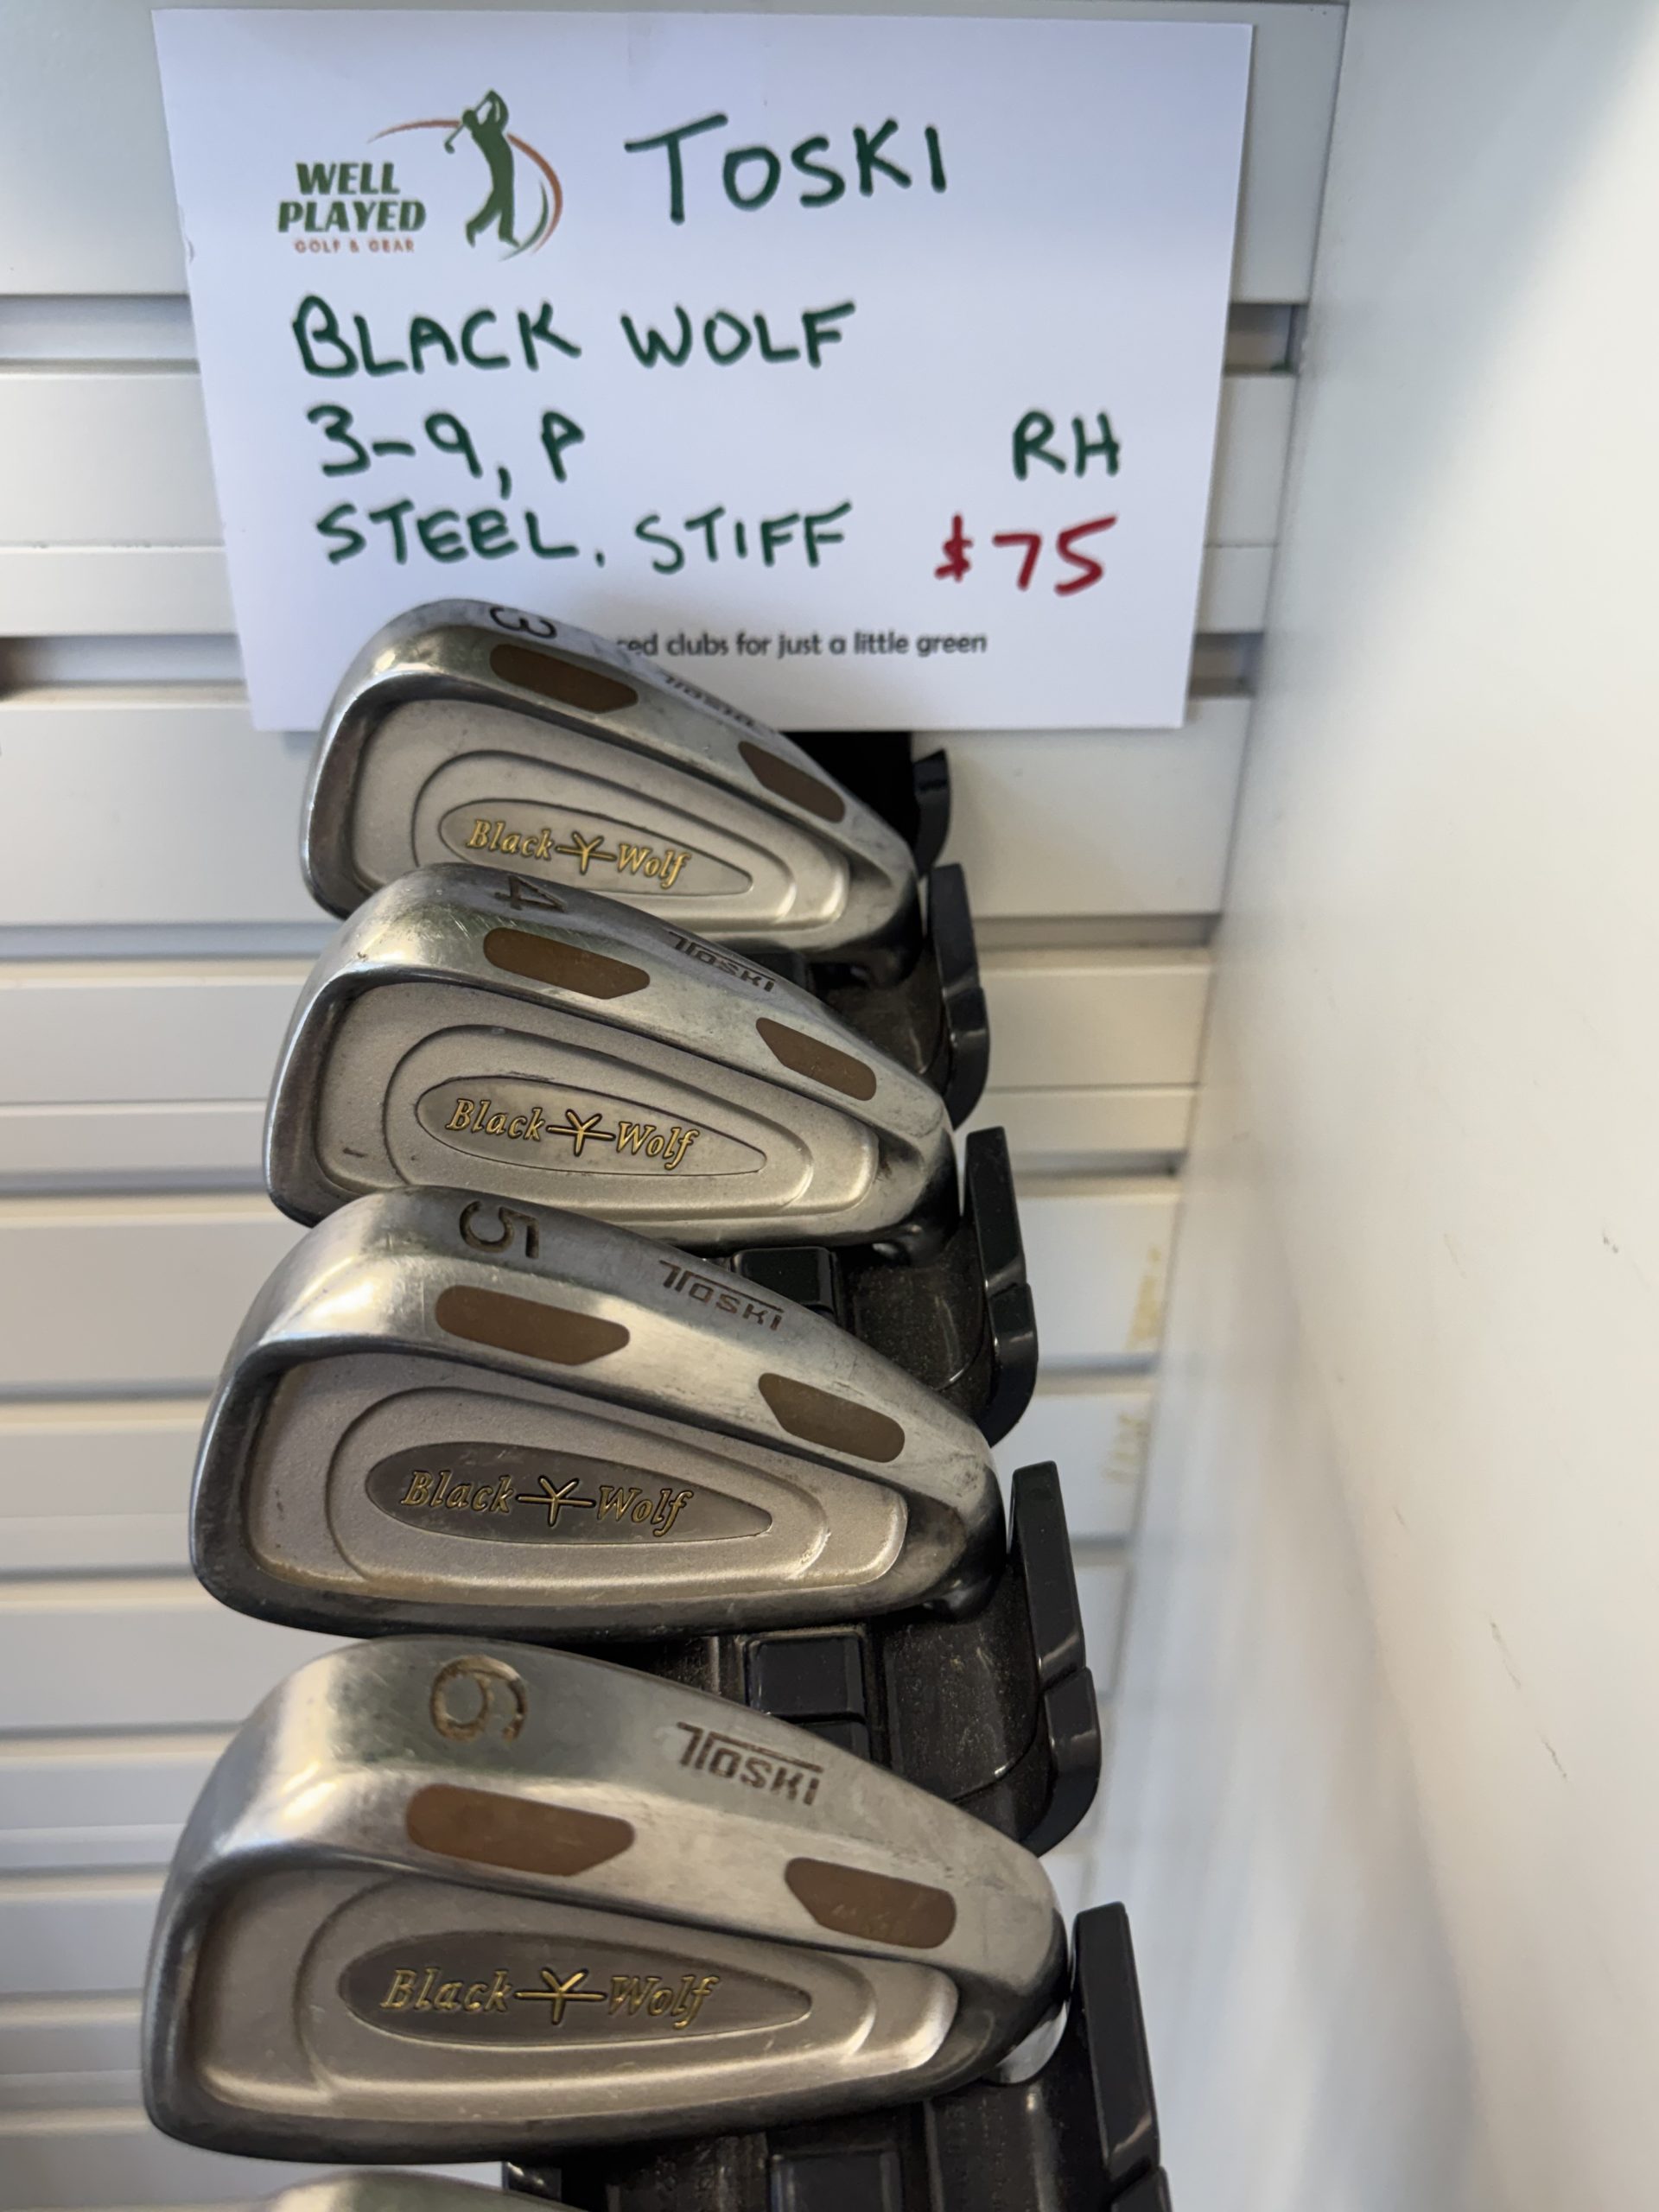 WELL
PLAYED
GOLF & GEAR
TOSKI
BLACK WOLF
3-9, P
RH
STEEL, STIFF
$75
clubs for just a little green
3
TOSKI
Black Wolf
4
TOSKI
Black Wolf
5
TOSKI
Black Wolf
6
TOSKI
Black Wolf